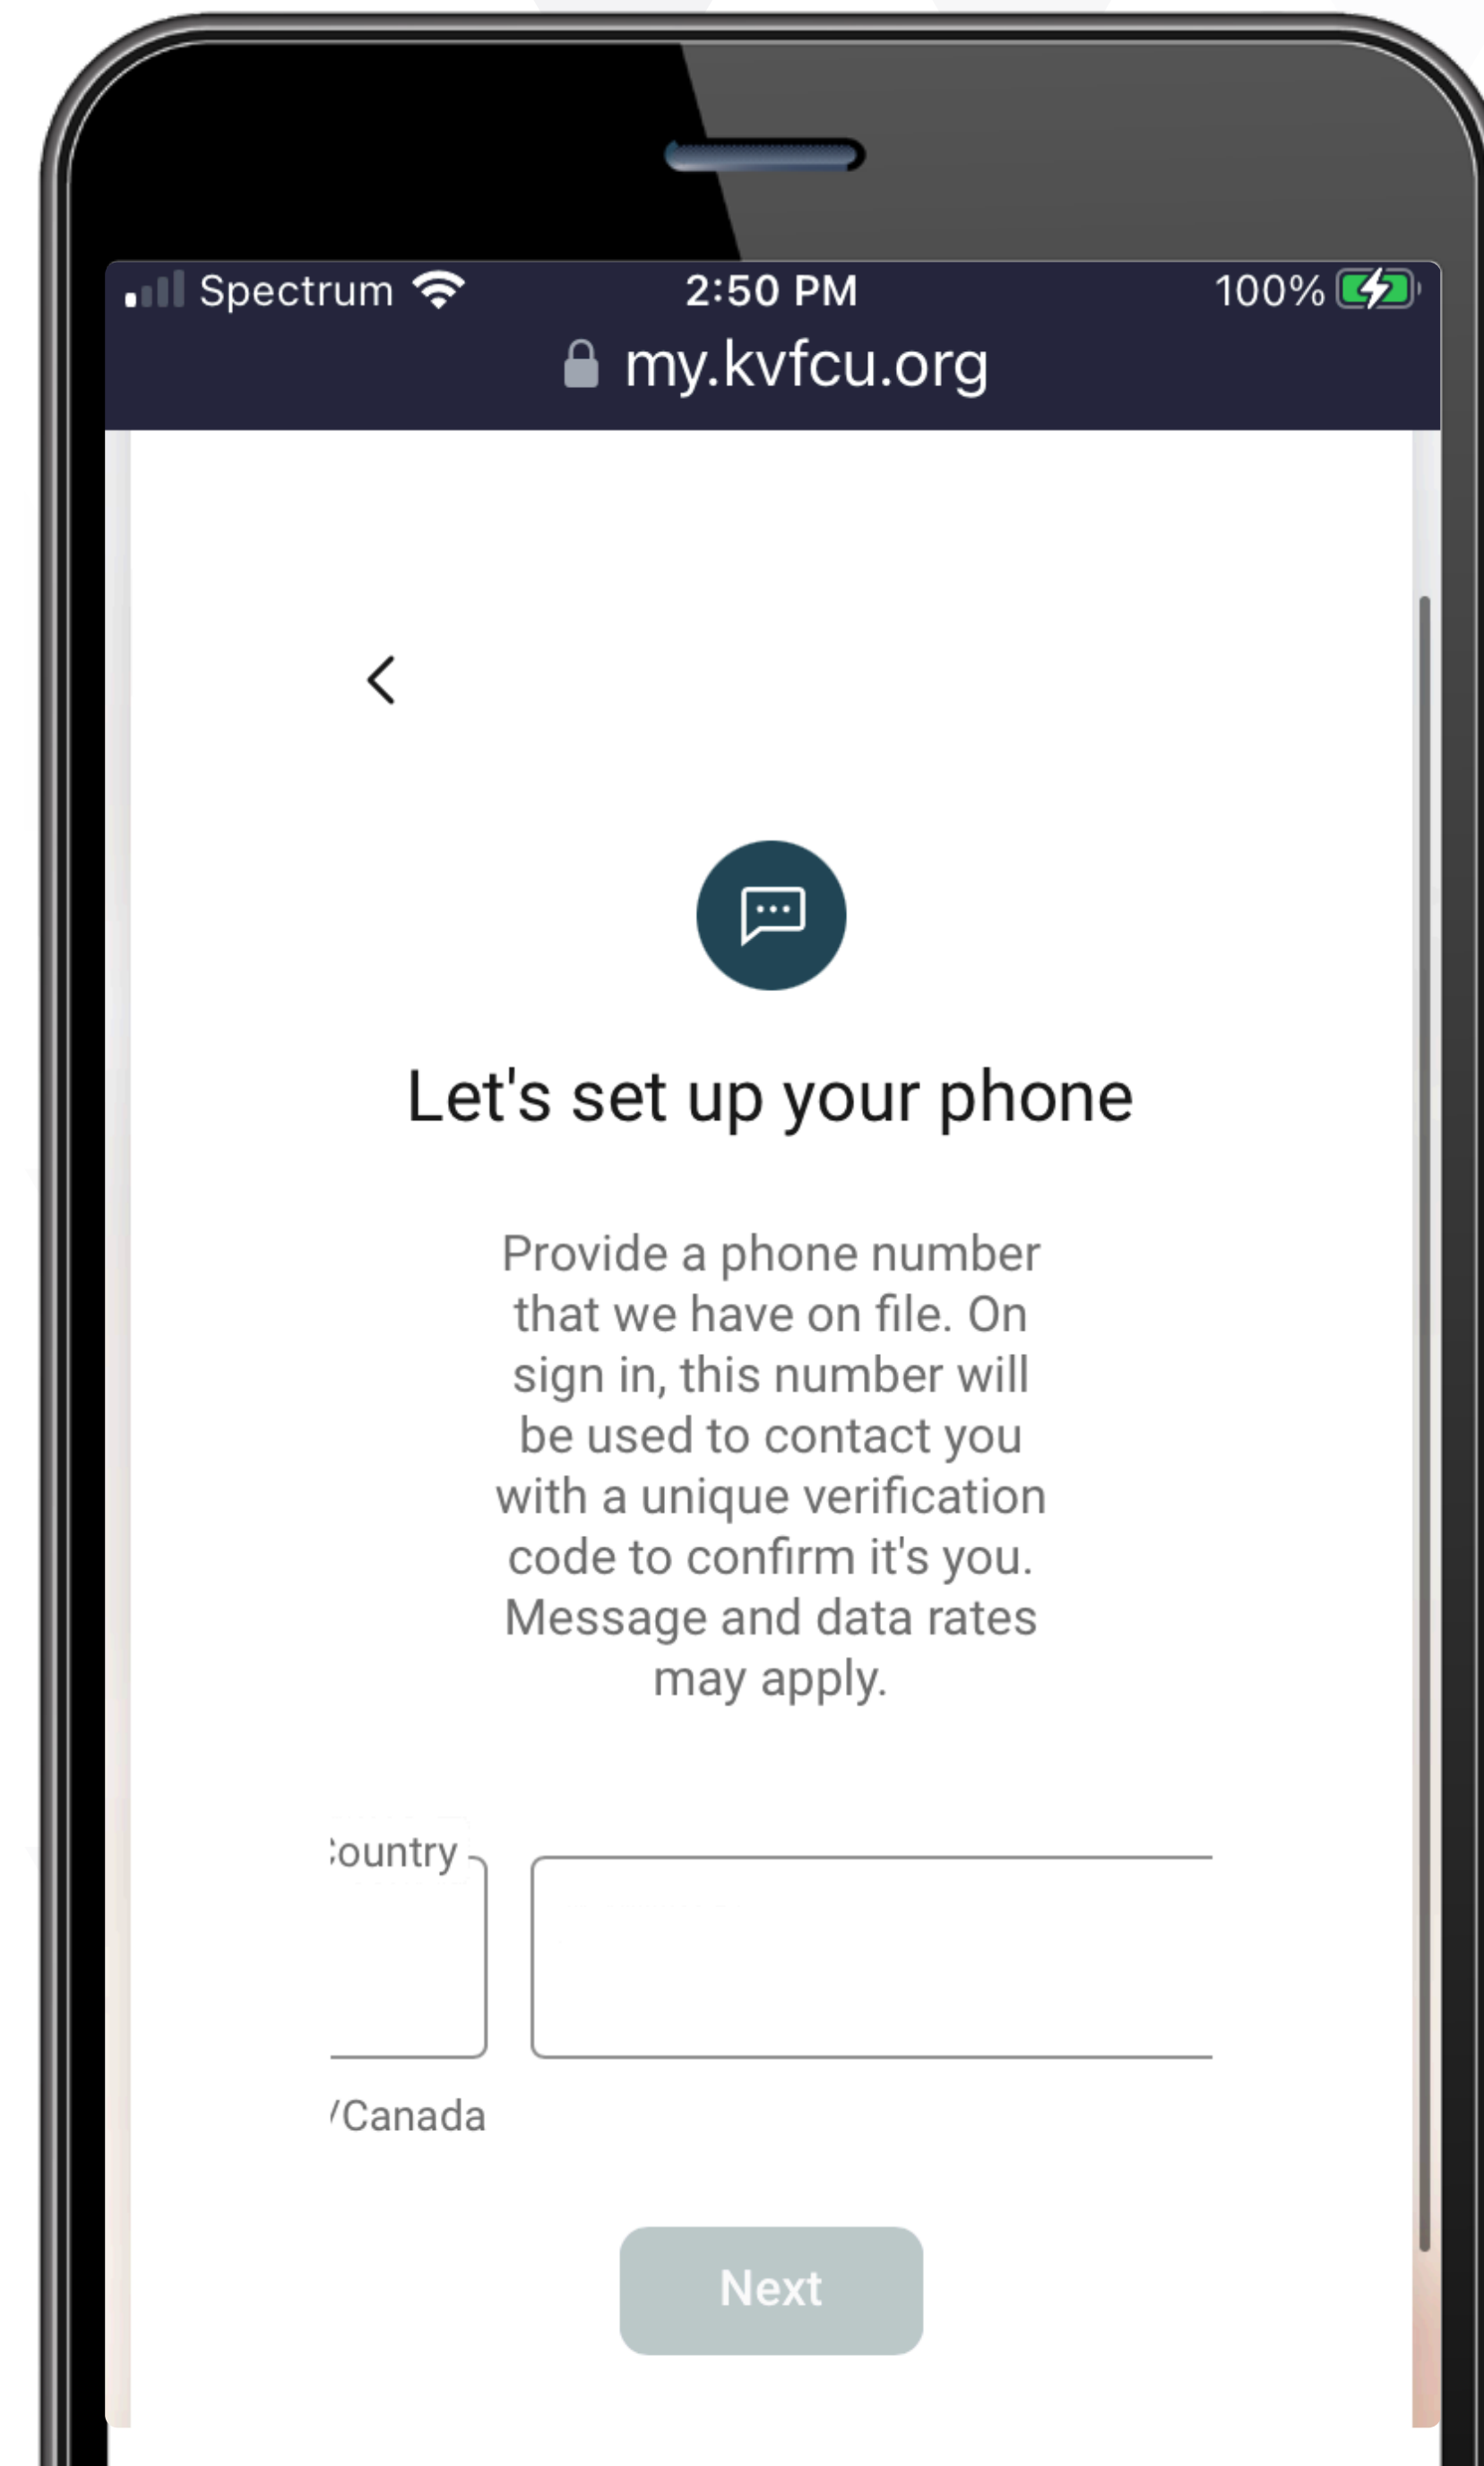 Spectrum 2:50 PM 100%
my.kvfcu.org
Let's set up your phone
Provide a phone number
that we have on file. On
sign in, this number will
be used to contact you
with a unique verification
code to confirm it's you.
Message and data rates
may apply.
ountry
/Canada
Next